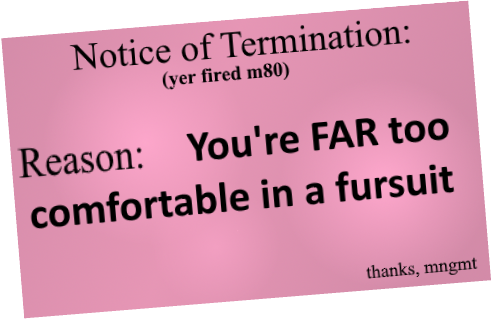 Notice of Termination:
(yer fired m80)
Reason: You're FAR too
comfortable in a fursuit
thanks, mngmt